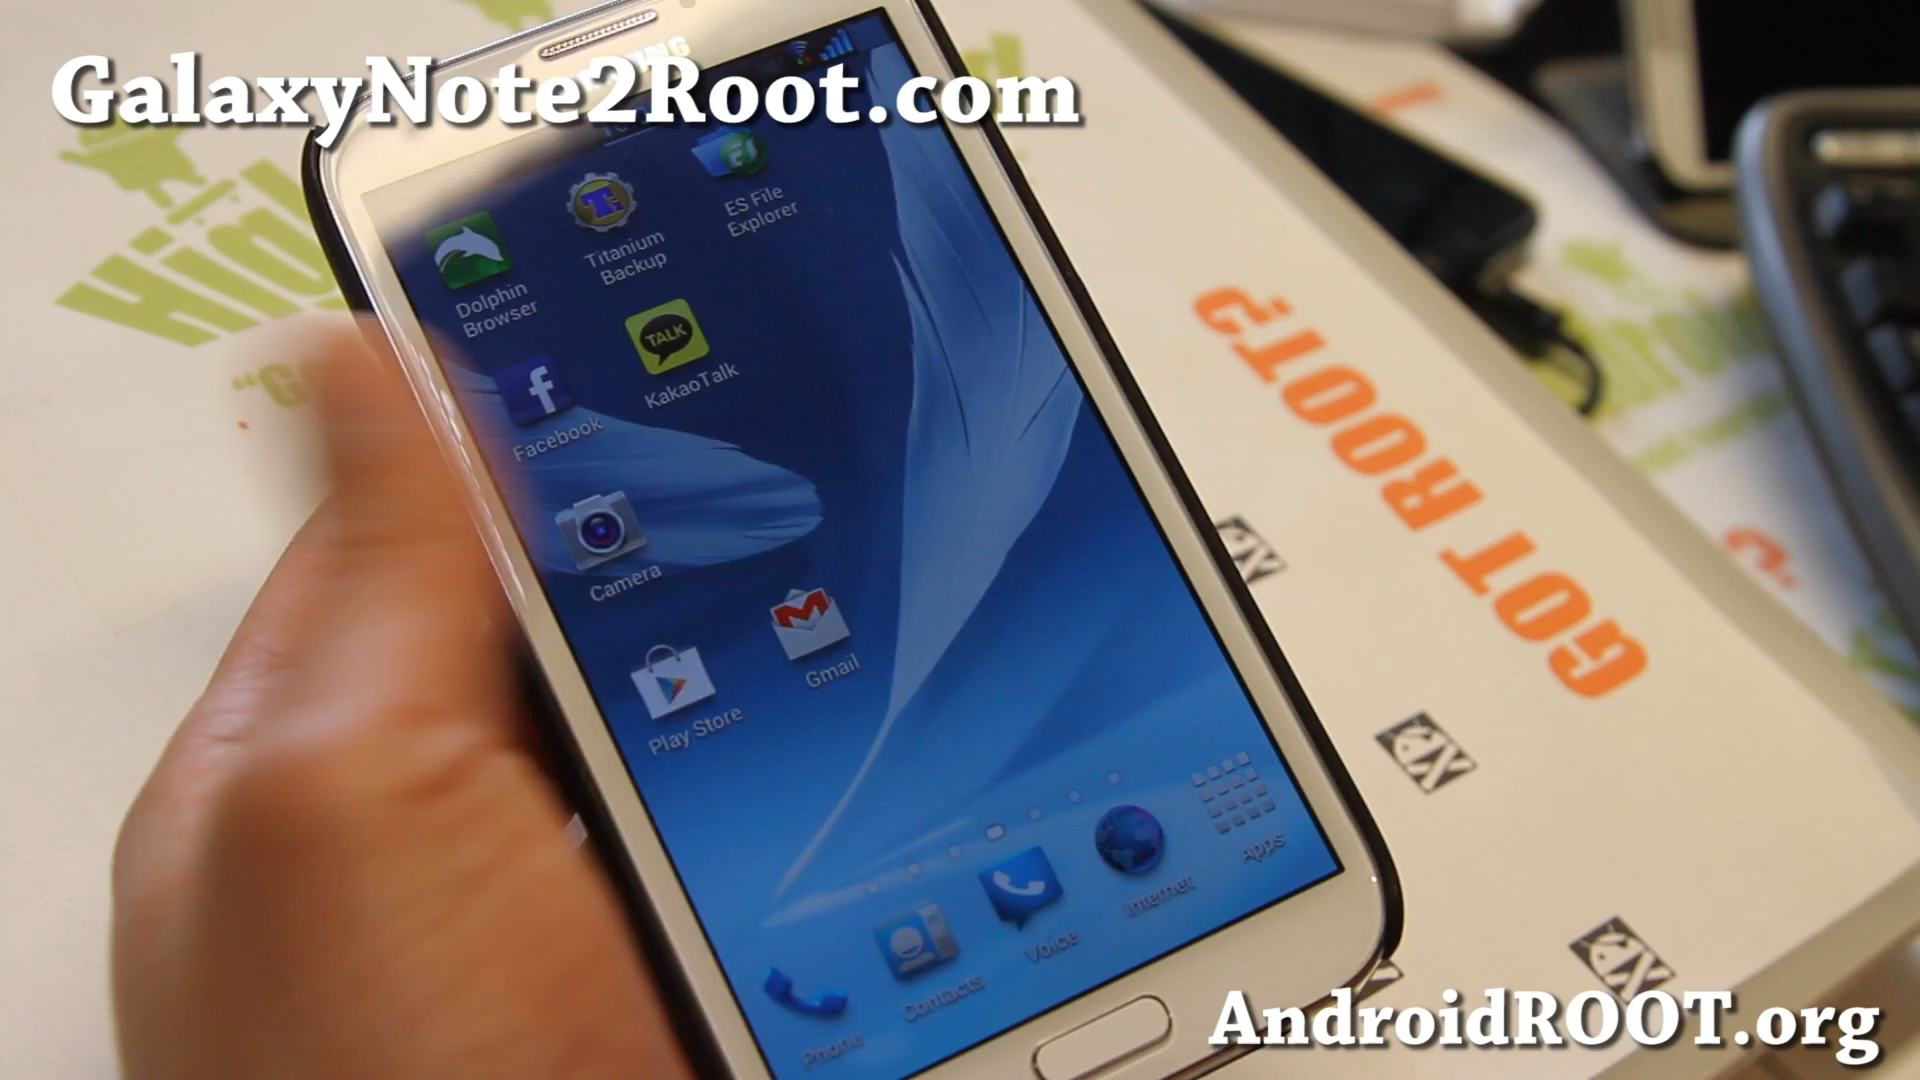 GalaxyNote2Root.com
Dolphin Browser
Titanium Backup
ES File Explorer
Facebook
TALK
KakaoTalk
Camera
Play Store
Gmail
Phone
Contacts
Voice
Internet
Apps
GOT ROOT?
AndroidROOT.org